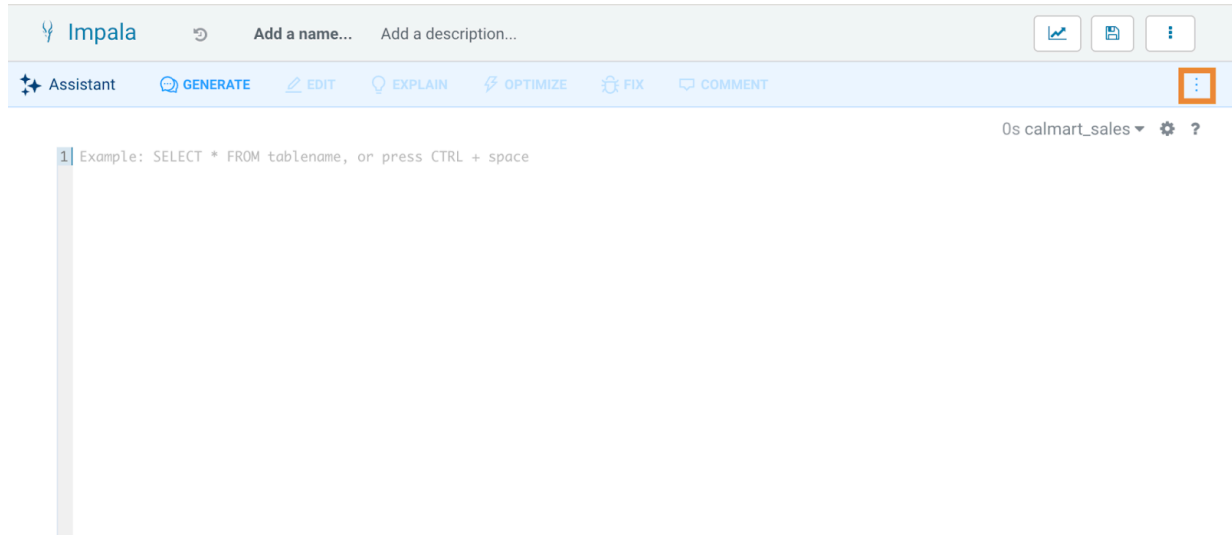 Impala Add a name... Add a description...
Assistant GENERATE EDIT EXPLAIN OPTIMIZE FIX COMMENT
0s calmart_sales ?
1 Example: SELECT * FROM tablename, or press CTRL + space